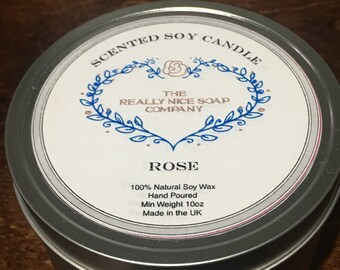 SCENTED SOY CANDLE
THE
REALLY NICE SOAP
COMPANY
ROSE
100% Natural Soy Wax
Hand Poured
Min Weight 10oz
Made in the UK